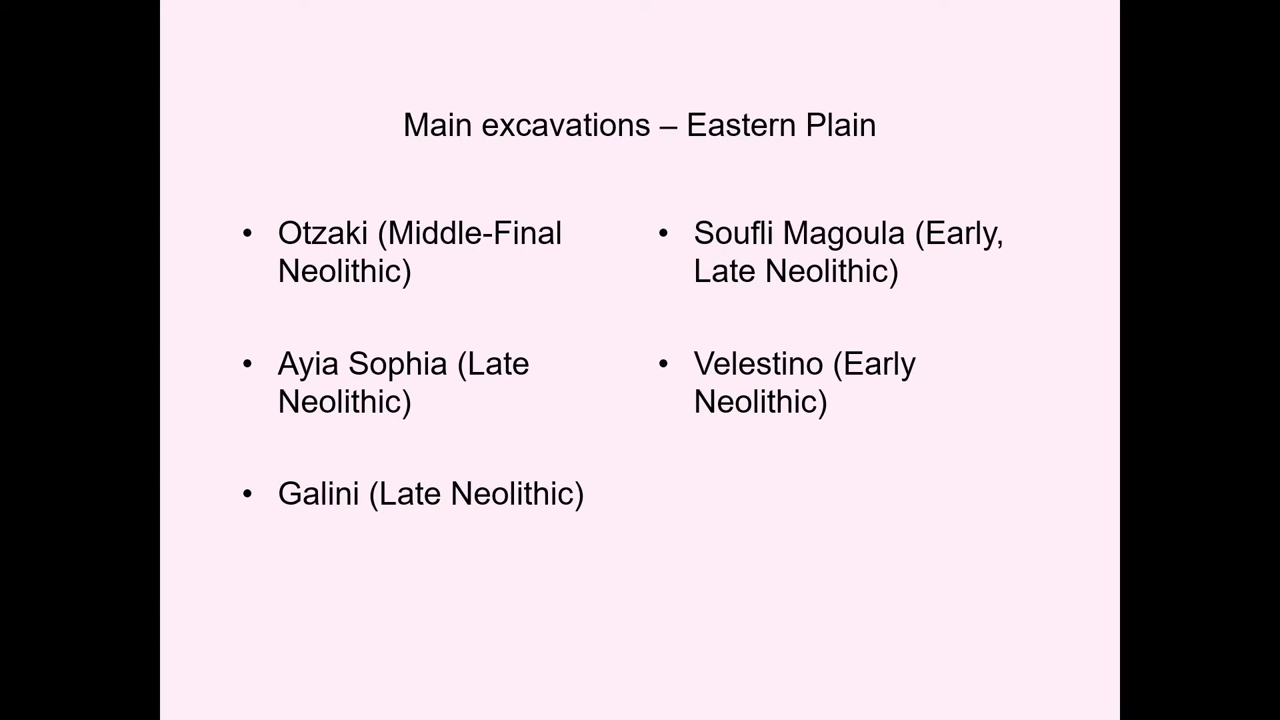 Main excavations – Eastern Plain
• Otzaki (Middle-Final
Neolithic)
• Ayia Sophia (Late
Neolithic)
• Galini (Late Neolithic)
• Soufli Magoula (Early,
Late Neolithic)
• Velestino (Early
Neolithic)